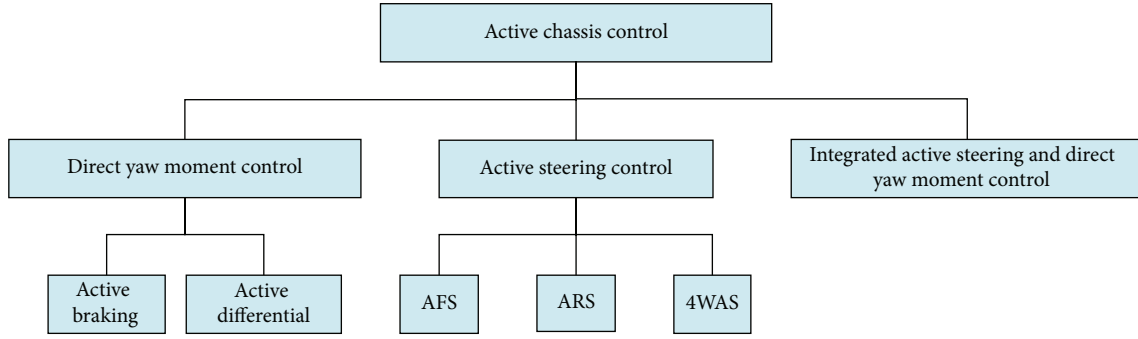 Active chassis control
Direct yaw moment control
Active steering control
Integrated active steering and direct
yaw moment control
Active
braking
Active
differential
AFS
ARS
4WAS